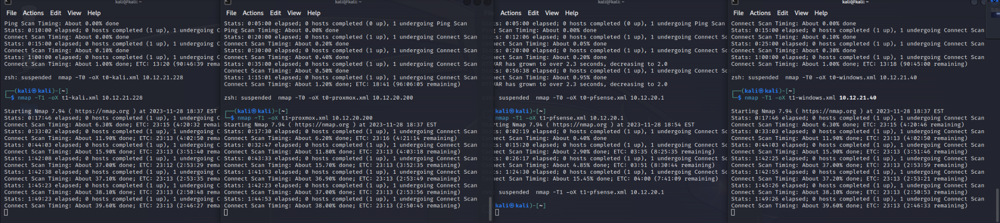 kali@kali: ~
File Actions Edit View Help
Ping Scan Timing: About 0.00% done
Stats: 0:10:00 elapsed; 0 hosts completed (1 up), 1 undergoing C
Connect Scan Timing: About 0.00% done
Stats: 0:15:00 elapsed; 0 hosts completed (1 up), 1 undergoing C
Connect Scan Timing: About 0.10% done
Stats: 1:00:00 elapsed; 0 hosts completed (1 up), 1 undergoing C
Connect Scan Timing: About 1.00% done; ETC: 13:20 (90:46:39 rema
zsh: suspended  nmap -T0 -oX t0-kali.xml 10.12.21.228
┌──(kali㉿kali)-[~]
└─$ nmap -T1 -oX t1-kali.xml 10.12.21.228
Starting Nmap 7.94 ( https://nmap.org ) at 2023-11-28 18:37 EST
Stats: 0:17:46 elapsed; 0 hosts completed (1 up), 1 undergoing C
Connect Scan Timing: About 6.30% done; ETC: 23:15 (4:20:32 remai
Stats: 0:33:02 elapsed; 0 hosts completed (1 up), 1 undergoing C
Connect Scan Timing: About 11.90% done; ETC: 23:13 (4:02:50 rema
Stats: 0:44:03 elapsed; 0 hosts completed (1 up), 1 undergoing C
Connect Scan Timing: About 15.90% done; ETC: 23:13 (3:51:40 rema
Stats: 1:42:08 elapsed; 0 hosts completed (1 up), 1 undergoing C
Connect Scan Timing: About 37.00% done; ETC: 23:12 (2:53:29 rema
Stats: 1:42:38 elapsed; 0 hosts completed (1 up), 1 undergoing C
Connect Scan Timing: About 37.10% done; ETC: 23:13 (2:53:35 rema
Stats: 1:45:23 elapsed; 0 hosts completed (1 up), 1 undergoing C
Connect Scan Timing: About 38.10% done; ETC: 23:13 (2:50:48 rema
Stats: 1:49:23 elapsed; 0 hosts completed (1 up), 1 undergoing C
Connect Scan Timing: About 39.60% done; ETC: 23:13 (2:46:27 rema
kali@kali: ~
File Actions Edit View Help
Stats: 0:05:00 elapsed; 0 hosts completed (0 up), 1 undergoing Ping Scan
Ping Scan Timing: About 0.00% done
Stats: 0:20:00 elapsed; 0 hosts completed (1 up), 1 undergoing Connect Scan
Connect Scan Timing: About 0.20% done
Stats: 0:30:00 elapsed; 0 hosts completed (1 up), 1 undergoing Connect Scan
Connect Scan Timing: About 0.40% done
Stats: 0:35:00 elapsed; 0 hosts completed (1 up), 1 undergoing Connect Scan
Connect Scan Timing: About 0.50% done
Stats: 1:15:01 elapsed; 0 hosts completed (1 up), 1 undergoing Connect Scan
Connect Scan Timing: About 1.20% done; ETC: 18:41 (96:06:05 remaining)
zsh: suspended  nmap -T0 -oX t0-proxmox.xml 10.12.20.200
┌──(kali㉿kali)-[~]
└─$ nmap -T1 -oX t1-proxmox.xml 10.12.20.200
Starting Nmap 7.94 ( https://nmap.org ) at 2023-11-28 18:37 EST
Stats: 0:17:30 elapsed; 0 hosts completed (1 up), 1 undergoing Connect Scan
Connect Scan Timing: About 6.20% done; ETC: 23:16 (4:21:14 remaining)
Stats: 0:32:47 elapsed; 0 hosts completed (1 up), 1 undergoing Connect Scan
Connect Scan Timing: About 11.80% done; ETC: 23:13 (4:03:18 remaining)
Stats: 0:43:33 elapsed; 0 hosts completed (1 up), 1 undergoing Connect Scan
Connect Scan Timing: About 15.70% done; ETC: 23:13 (3:52:35 remaining)
Stats: 1:41:53 elapsed; 0 hosts completed (1 up), 1 undergoing Connect Scan
Connect Scan Timing: About 36.90% done; ETC: 23:13 (2:53:49 remaining)
Stats: 1:42:23 elapsed; 0 hosts completed (1 up), 1 undergoing Connect Scan
Connect Scan Timing: About 37.00% done; ETC: 23:13 (2:53:56 remaining)
Stats: 1:44:53 elapsed; 0 hosts completed (1 up), 1 undergoing Connect Scan
Connect Scan Timing: About 38.00% done; ETC: 23:13 (2:50:45 remaining)
kali@kali: ~
File Actions Edit View Help
ts: 0:05:00 elapsed; 0 hosts completed (0 up), 1 undergoing Ping Scan
g Scan Timing: About 0.00% done
ts: 0:12:06 elapsed; 0 hosts completed (1 up), 1 undergoing Connect Sc
nect Scan Timing: About 0.05% done
ts: 0:20:00 elapsed; 0 hosts completed (1 up), 1 undergoing Connect Sc
nect Scan Timing: About 0.20% done
RTTVAR has grown to over 2.3 seconds, decreasing to 2.0
ts: 0:56:38 elapsed; 0 hosts completed (1 up), 1 undergoing Connect Sc
nect Scan Timing: About 0.95% done
RTTVAR has grown to over 2.3 seconds, decreasing to 2.0
suspended  nmap -T0 -oX t0-pfsense.xml 10.12.20.1
(kali㉿kali)-[~]
nmap -T1 -oX t1-pfsense.xml 10.12.20.1
rting Nmap 7.94 ( https://nmap.org ) at 2023-11-28 18:54 EST
ts: 0:02:19 elapsed; 0 hosts completed (1 up), 1 undergoing Connect Sc
nect Scan Timing: About 0.40% done
ts: 0:15:20 elapsed; 0 hosts completed (1 up), 1 undergoing Connect Sc
nect Scan Timing: About 2.90% done; ETC: 03:35 (8:25:35 remaining)
ts: 0:26:17 elapsed; 0 hosts completed (1 up), 1 undergoing Connect Sc
nect Scan Timing: About 4.85% done; ETC: 03:51 (8:30:44 remaining)
ts: 1:24:30 elapsed; 0 hosts completed (1 up), 1 undergoing Connect Sc
nect Scan Timing: About 15.45% done; ETC: 04:00 (7:41:09 remaining)
suspended  nmap -T1 -oX t1-pfsense.xml 10.12.20.1
(kali㉿kali)-[~]
kali@kali: ~
File Actions Edit View Help
Connect Scan Timing: About 0.00% done
Stats: 0:15:00 elapsed; 0 hosts completed (1 up), 1 undergoing Connect Scan
Connect Scan Timing: About 0.10% done
Stats: 0:25:00 elapsed; 0 hosts completed (1 up), 1 undergoing Connect Scan
Connect Scan Timing: About 0.30% done
Stats: 1:00:00 elapsed; 0 hosts completed (1 up), 1 undergoing Connect Scan
Connect Scan Timing: About 1.00% done; ETC: 13:18 (90:45:00 remaining)
zsh: suspended  nmap -T0 -oX t0-windows.xml 10.12.21.40
┌──(kali㉿kali)-[~]
└─$ nmap -T1 -oX t1-windows.xml 10.12.21.40
Starting Nmap 7.94 ( https://nmap.org ) at 2023-11-28 18:37 EST
Stats: 0:17:46 elapsed; 0 hosts completed (1 up), 1 undergoing Connect Scan
Connect Scan Timing: About 6.30% done; ETC: 23:15 (4:20:46 remaining)
Stats: 0:33:03 elapsed; 0 hosts completed (1 up), 1 undergoing Connect Scan
Connect Scan Timing: About 11.90% done; ETC: 23:13 (4:02:50 remaining)
Stats: 0:44:03 elapsed; 0 hosts completed (1 up), 1 undergoing Connect Scan
Connect Scan Timing: About 15.90% done; ETC: 23:13 (3:51:46 remaining)
Stats: 1:42:25 elapsed; 0 hosts completed (1 up), 1 undergoing Connect Scan
Connect Scan Timing: About 37.00% done; ETC: 23:13 (2:53:59 remaining)
Stats: 1:42:55 elapsed; 0 hosts completed (1 up), 1 undergoing Connect Scan
Connect Scan Timing: About 37.20% done; ETC: 23:13 (2:53:21 remaining)
Stats: 1:45:26 elapsed; 0 hosts completed (1 up), 1 undergoing Connect Scan
Connect Scan Timing: About 38.10% done; ETC: 23:13 (2:50:53 remaining)
Stats: 1:49:26 elapsed; 0 hosts completed (1 up), 1 undergoing Connect Scan
Connect Scan Timing: About 39.60% done; ETC: 23:13 (2:46:33 remaining)